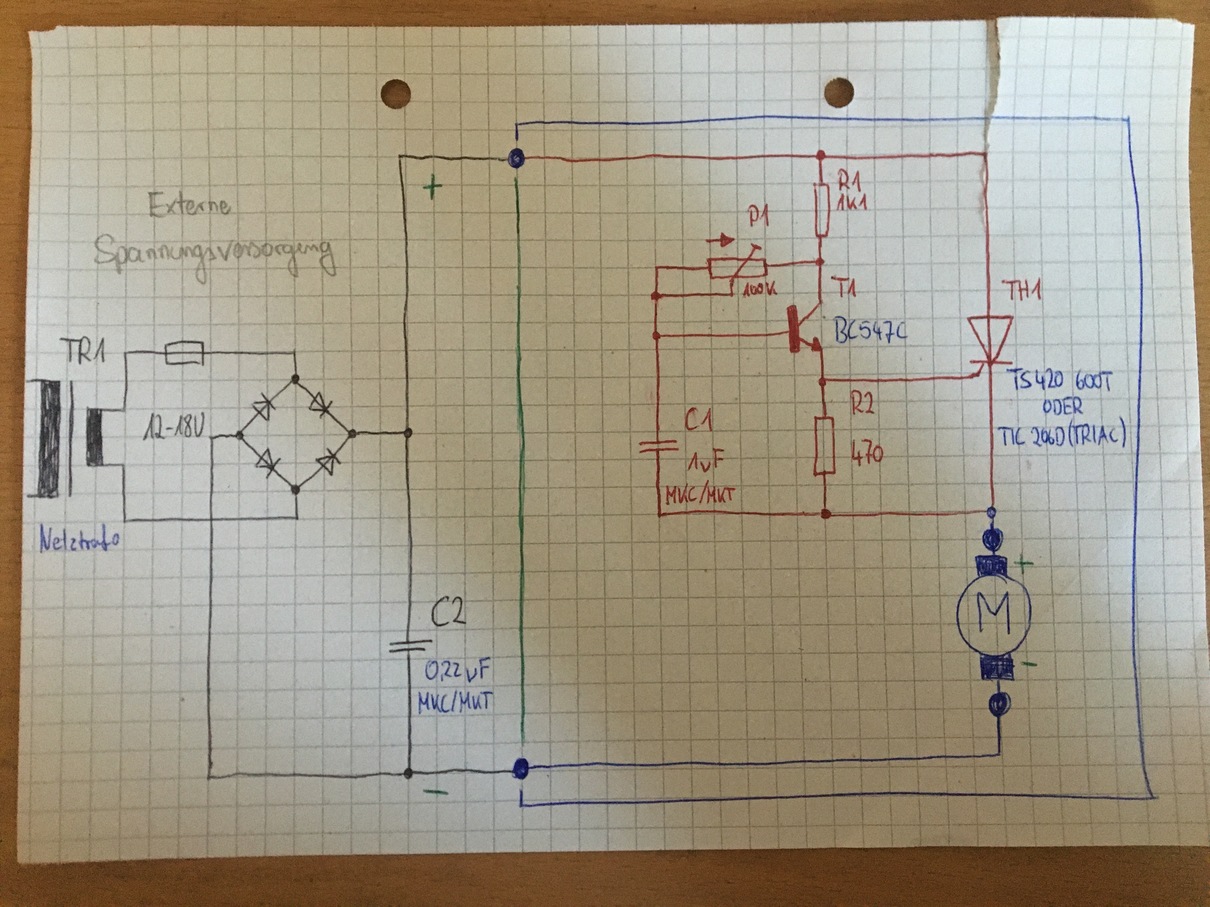 Externe
Spannungsversorgung
TR1
12-18V
Netztrafo
+
C2
0,22µF
MKC/MKT
-
R1
1K1
P1
100K
T1
BC547C
TH1
TS420 600T
ODER
TIC 206D(TRIAC)
C1
1µF
MKC/MKT
R2
470
+
M
-